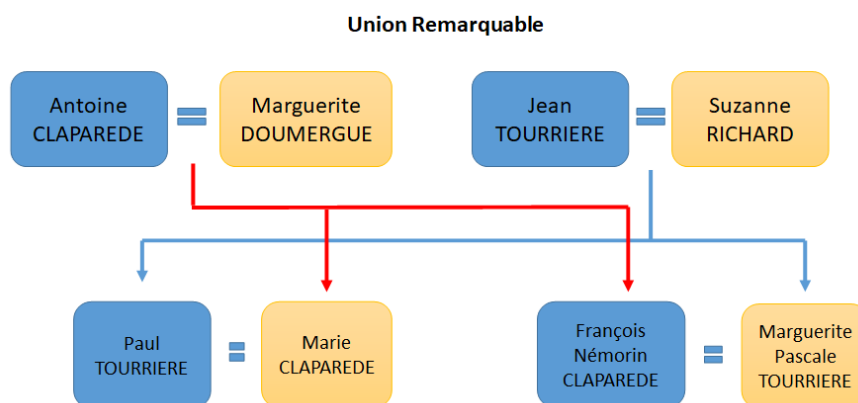 Union Remarquable
Antoine
CLAPAREDE
Marguerite
DOUMERGUE
Jean
TOURRIERE
Suzanne
RICHARD
Paul
TOURRIERE
Marie
CLAPAREDE
François
Némorin
CLAPAREDE
Marguerite
Pascale
TOURRIERE